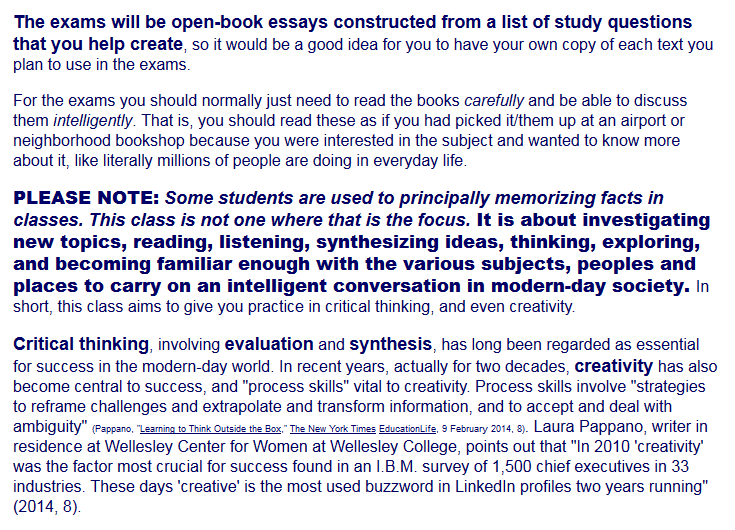 The exams will be open-book essays constructed from a list of study questions
that you help create, so it would be a good idea for you to have your own copy of each text you
plan to use in the exams.
For the exams you should normally just need to read the books carefully and be able to discuss
them intelligently. That is, you should read these as if you had picked it/them up at an airport or
neighborhood bookshop because you were interested in the subject and wanted to know more
about it, like literally millions of people are doing in everyday life.
PLEASE NOTE: Some students are used to principally memorizing facts in
classes. This class is not one where that is the focus. It is about investigating
new topics, reading, listening, synthesizing ideas, thinking, exploring,
and becoming familiar enough with the various subjects, peoples and
places to carry on an intelligent conversation in modern-day society. In
short, this class aims to give you practice in critical thinking, and even creativity.
Critical thinking, involving evaluation and synthesis, has long been regarded as essential
for success in the modern-day world. In recent years, actually for two decades, creativity has also
become central to success, and "process skills" vital to creativity. Process skills involve "strategies
to reframe challenges and extrapolate and transform information, and to accept and deal with
ambiguity" (Pappano, "Learning to Think Outside the Box," The New York Times EducationLife, 9 February 2014, 8). Laura Pappano, writer in
residence at Wellesley Center for Women at Wellesley College, points out that "In 2010 'creativity'
was the factor most crucial for success found in an I.B.M. survey of 1,500 chief executives in 33
industries. These days 'creative' is the most used buzzword in LinkedIn profiles two years running"
(2014, 8).